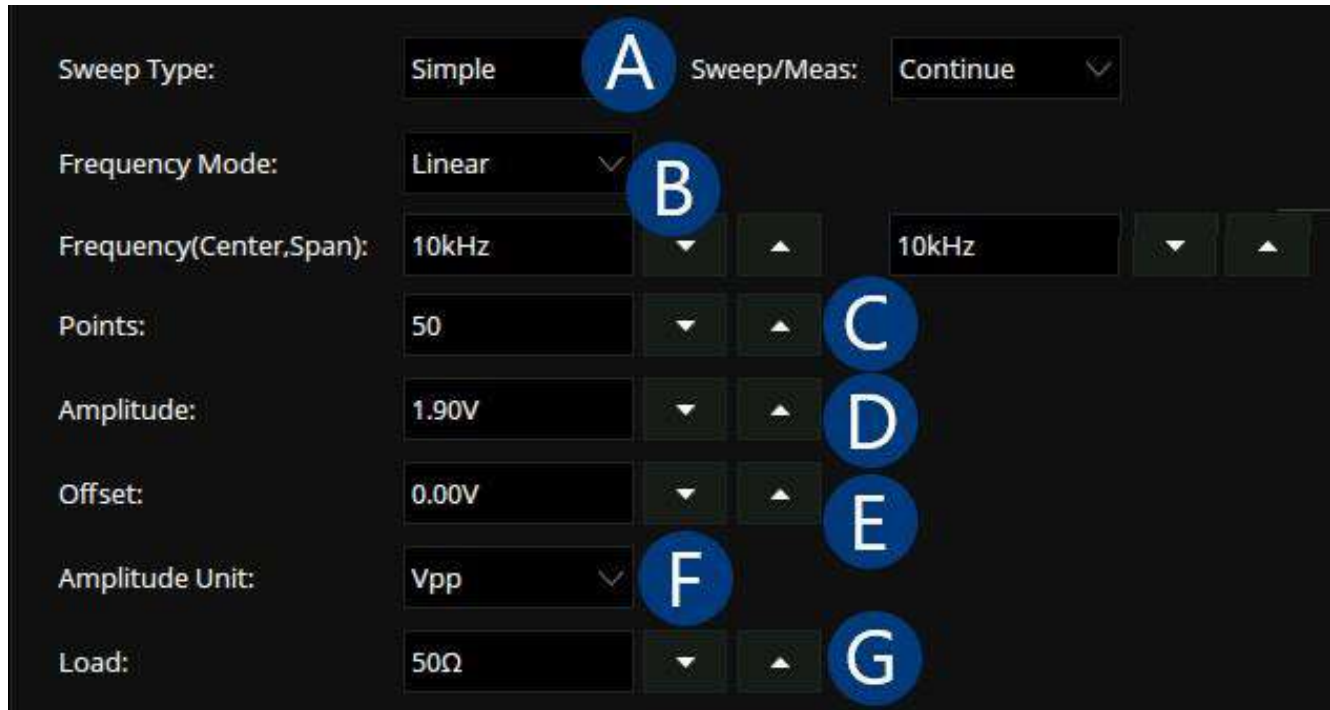 Sweep Type: Simple A Sweep/Meas: Continue
Frequency Mode: Linear B
Frequency(Center,Span): 10kHz 10kHz
Points: 50 C
Amplitude: 1.90V D
Offset: 0.00V E
Amplitude Unit: Vpp F
Load: 50Ω G